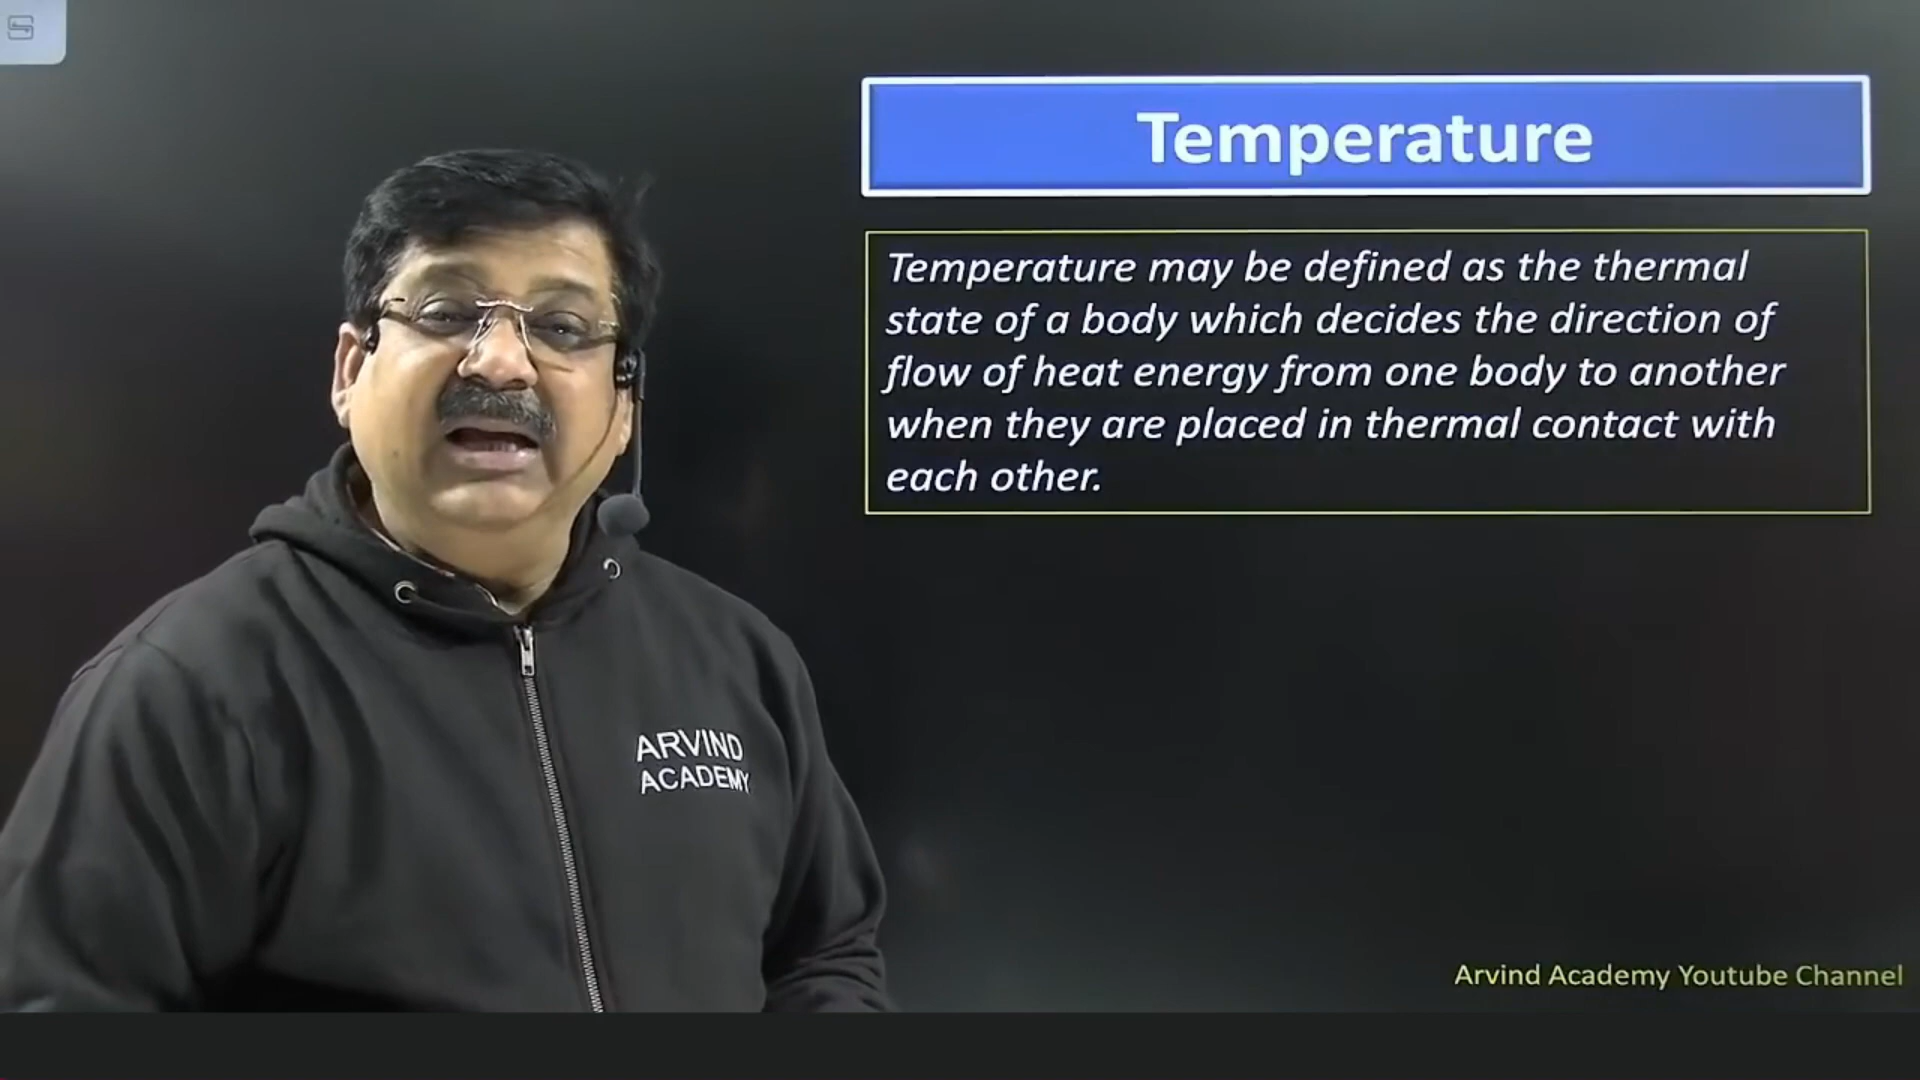 Temperature
Temperature may be defined as the thermal
state of a body which decides the direction of
flow of heat energy from one body to another
when they are placed in thermal contact with
each other.
ARVIND
ACADEMY
Arvind Academy Youtube Channel